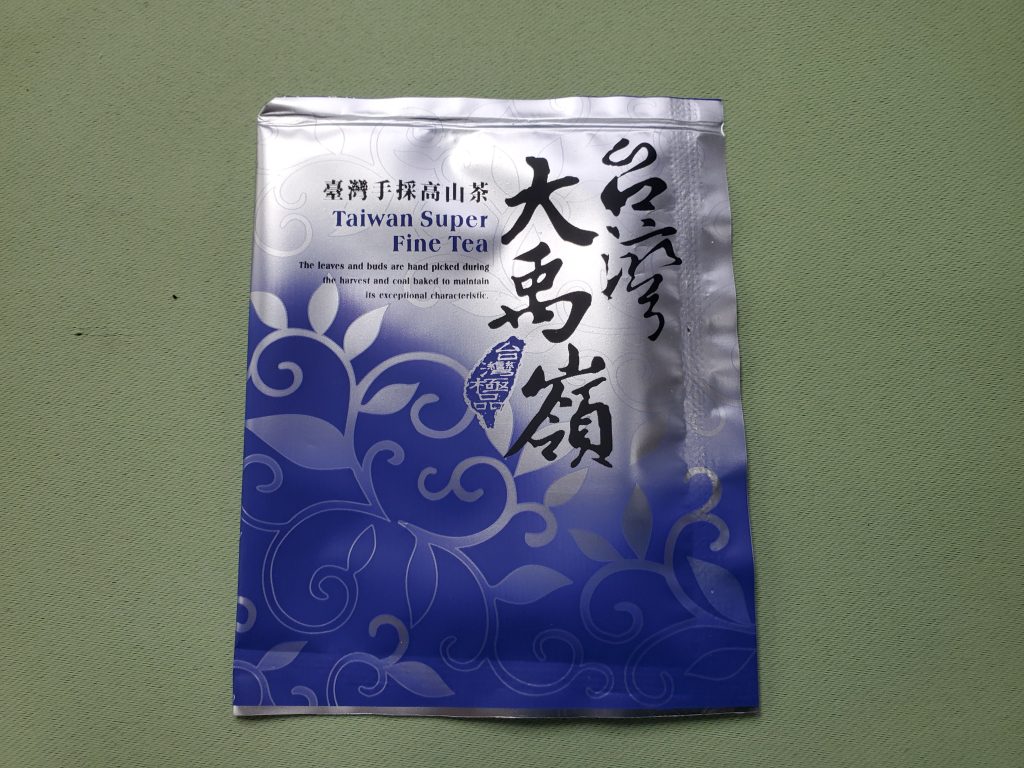 台灣
大禹嶺
臺灣手採高山茶
Taiwan Super
Fine Tea
The leaves and buds are hand picked during
the harvest and coal baked to maintain
its exceptional characteristic.
台灣極品